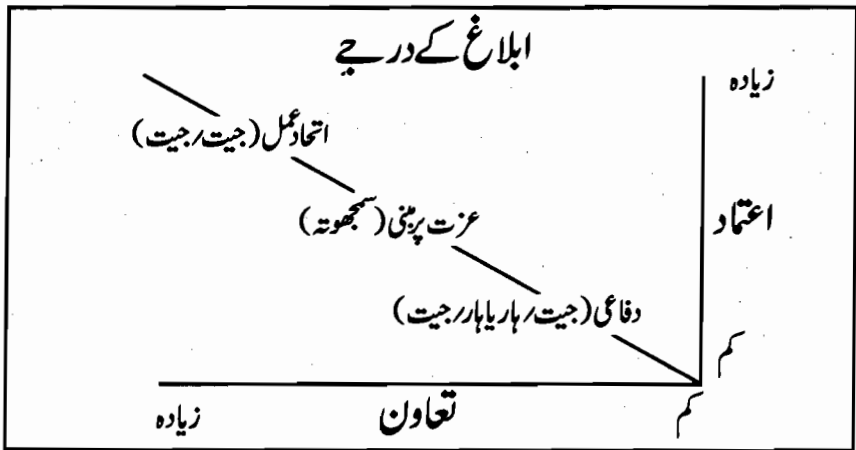 ابلاغ کے درجے
زیادہ
اتحاد عمل (جیت/جیت)
عزت پر مبنی (سمجھوتہ)
اعتماد
دفاعی (جیت/ہار یا ہار/جیت)
کم
کم
تعاون
زیادہ